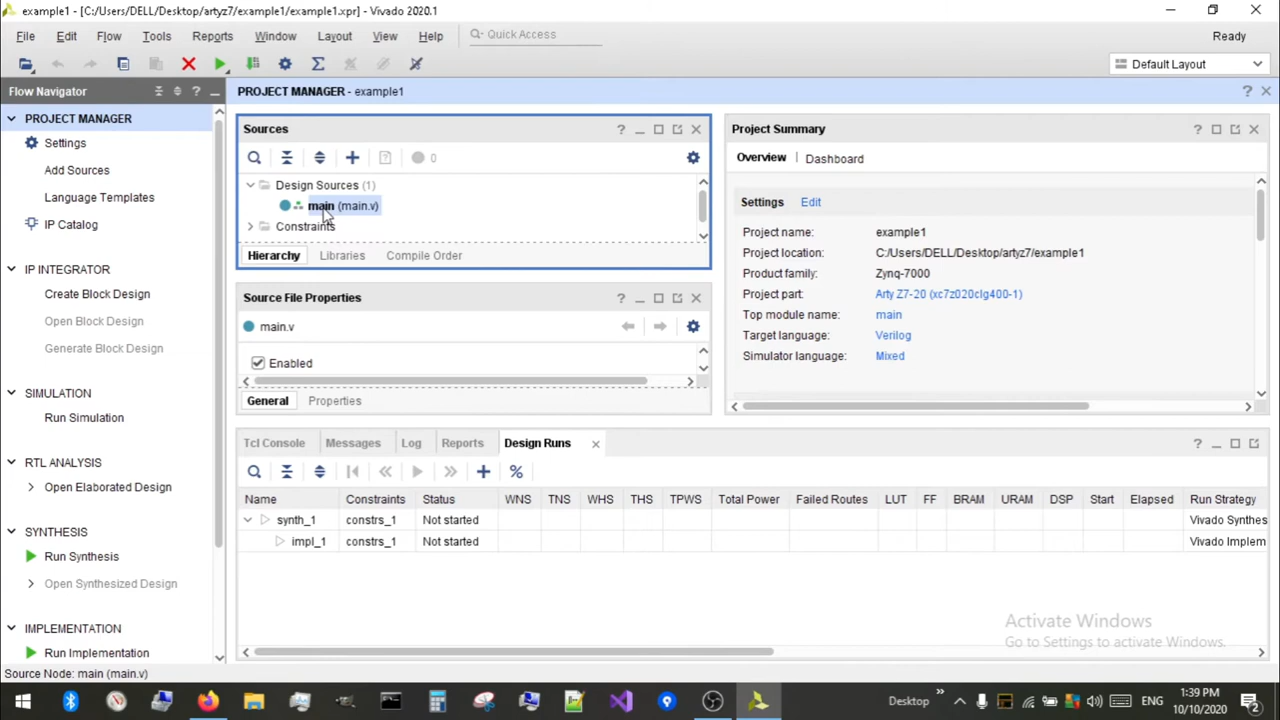 example1 - [C:/Users/DELL/Desktop/artyz7/example1/example1.xpr] - Vivado 2020.1
File Edit Flow Tools Reports Window Layout View Help Quick Access Ready
Default Layout
Flow Navigator
PROJECT MANAGER - example1
PROJECT MANAGER
Settings
Add Sources
Language Templates
IP Catalog
IP INTEGRATOR
Create Block Design
Open Block Design
Generate Block Design
SIMULATION
Run Simulation
RTL ANALYSIS
Open Elaborated Design
SYNTHESIS
Run Synthesis
Open Synthesized Design
IMPLEMENTATION
Run Implementation
Sources
0
Design Sources (1)
main (main.v)
Constraints
Hierarchy Libraries Compile Order
Source File Properties
main.v
Enabled
General Properties
Project Summary
Overview Dashboard
Settings Edit
Project name: example1
Project location: C:/Users/DELL/Desktop/artyz7/example1
Product family: Zynq-7000
Project part: Arty Z7-20 (xc7z020clg400-1)
Top module name: main
Target language: Verilog
Simulator language: Mixed
Tcl Console Messages Log Reports Design Runs
Name Constraints Status WNS TNS WHS THS TPWS Total Power Failed Routes LUT FF BRAM URAM DSP Start Elapsed Run Strategy
synth_1 constrs_1 Not started Vivado Synthes
impl_1 constrs_1 Not started Vivado Implem
Activate Windows
Go to Settings to activate Windows.
Source Node: main (main.v)
Desktop ENG 1:39 PM
10/10/2020 2